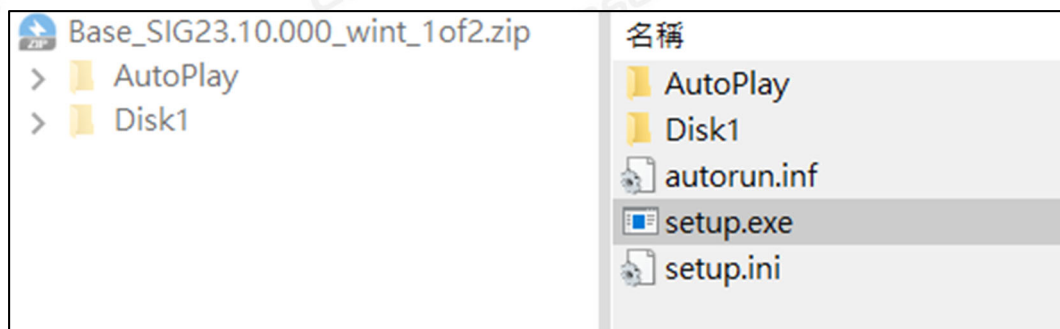 Base_SIG23.10.000_wint_1of2.zip
AutoPlay
Disk1
名稱
AutoPlay
Disk1
autorun.inf
setup.exe
setup.ini